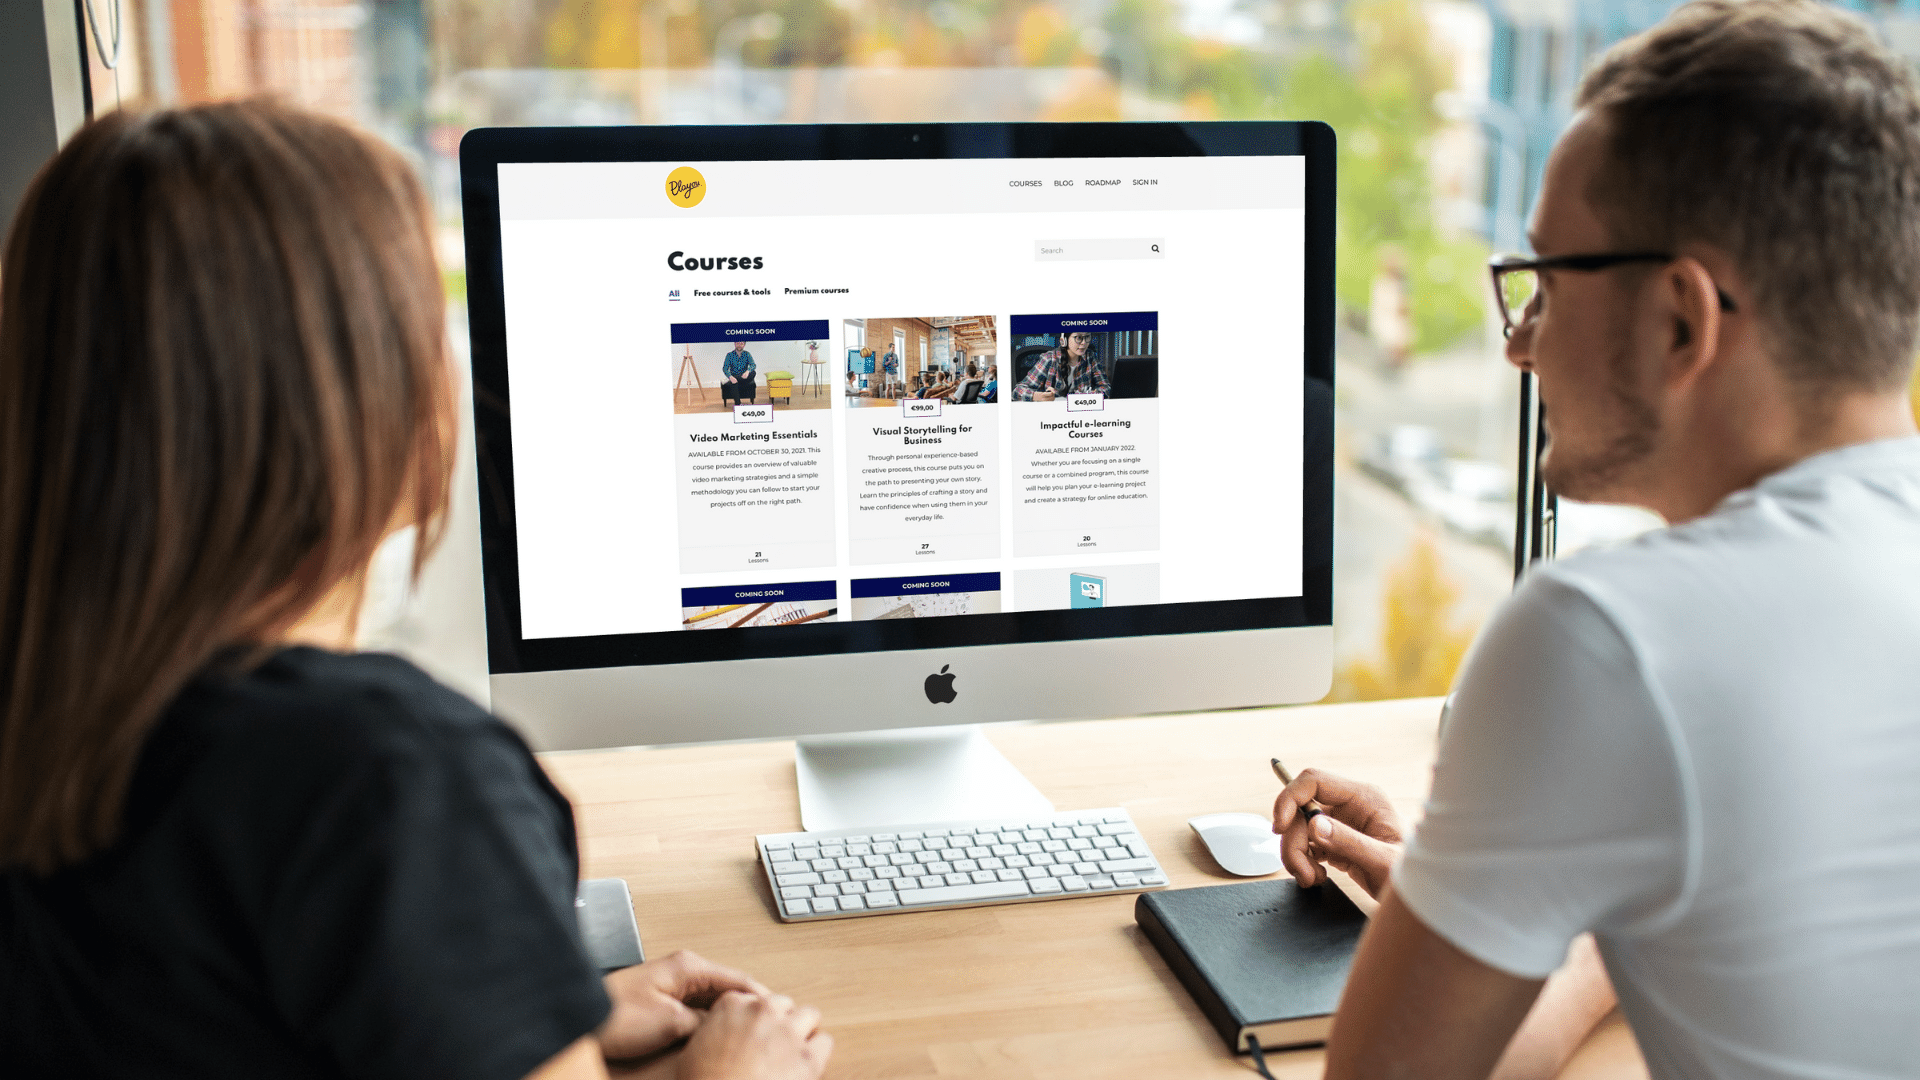 Playou.
COURSES BLOG ROADMAP SIGN IN
Courses
Search
All Free courses & tools Premium courses
COMING SOON
€49,00
Video Marketing Essentials
AVAILABLE FROM OCTOBER 30, 2021. This
course provides an overview of valuable
video marketing strategies and a simple
methodology you can follow to start your
projects off on the right path.
21
Lessons
€99,00
Visual Storytelling for
Business
Through personal experience-based
creative process, this course puts you on
the path to presenting your own story.
Learn the principles of crafting a story and
have confidence when using them in your
everyday life.
27
Lessons
COMING SOON
€49,00
Impactful e-learning
Courses
AVAILABLE FROM JANUARY 2022.
Whether you are focusing on a single
course or a combined program, this course
will help you plan your e-learning project
and create a strategy for online education.
20
Lessons
COMING SOON
COMING SOON